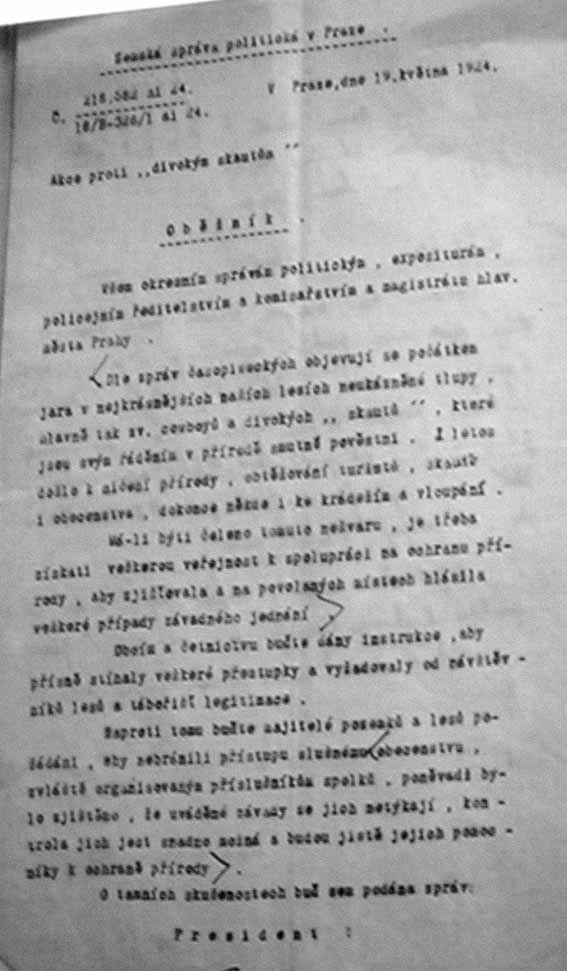 Zemská správa politická v Praze .
Č. 218.582 ai 24.
18/B-326/1 ai 24.
V Praze, dne 19. května 1924.
Akce proti ,,divokým skautům ´´
O b ě ž n í k .
Všem okresním správám politickým , expositurám ,
policejním ředitelstvím a komisařstvím a magistrátu hlav.
města Prahy .
Dle zpráv časopiseckých objevují se počátkem
jara v nejkrásnějších našich lesích neukázněné tlupy ,
hlavně tak zv. cowboyů a divokých ,, skautů ´´ , které
jsou svým řáděním v přírodě smutně pověstni . I letos
došlo k ničení přírody , obtěžování turistů , skautů
i obecenstva , dokonce někde i ke krádežím a vloupání .
Má-li býti čeleno tomuto nešvaru , je třeba
získati veškerou veřejnost k spolupráci na ochranu pří-
rody , aby zjišťovala a na povolaných místech hlásila
veškeré případy závadného jednání .
Obcím a četnictvu buďte dány instrukce ,aby
přísně stíhaly veškeré přestupky a vyžadovaly od návštěv -
níků lesů a tábořišť legitimace .
Naproti tomu buďte majitelé pozemků a lesů po-
žádáni , aby nebránili přístupu slušnému obecenstvu ,
zvláště organisovaným příslušníkům spolků , poněvadž by-
lo zjištěno , že uváděné závady se jich netýkají , kon -
trola jich jest snadno možná a budou jistě jejich pomoc -
níky k ochraně přírody .
O tamních zkušenostech buď sem podána zpráv.
P r e s i d e n t :